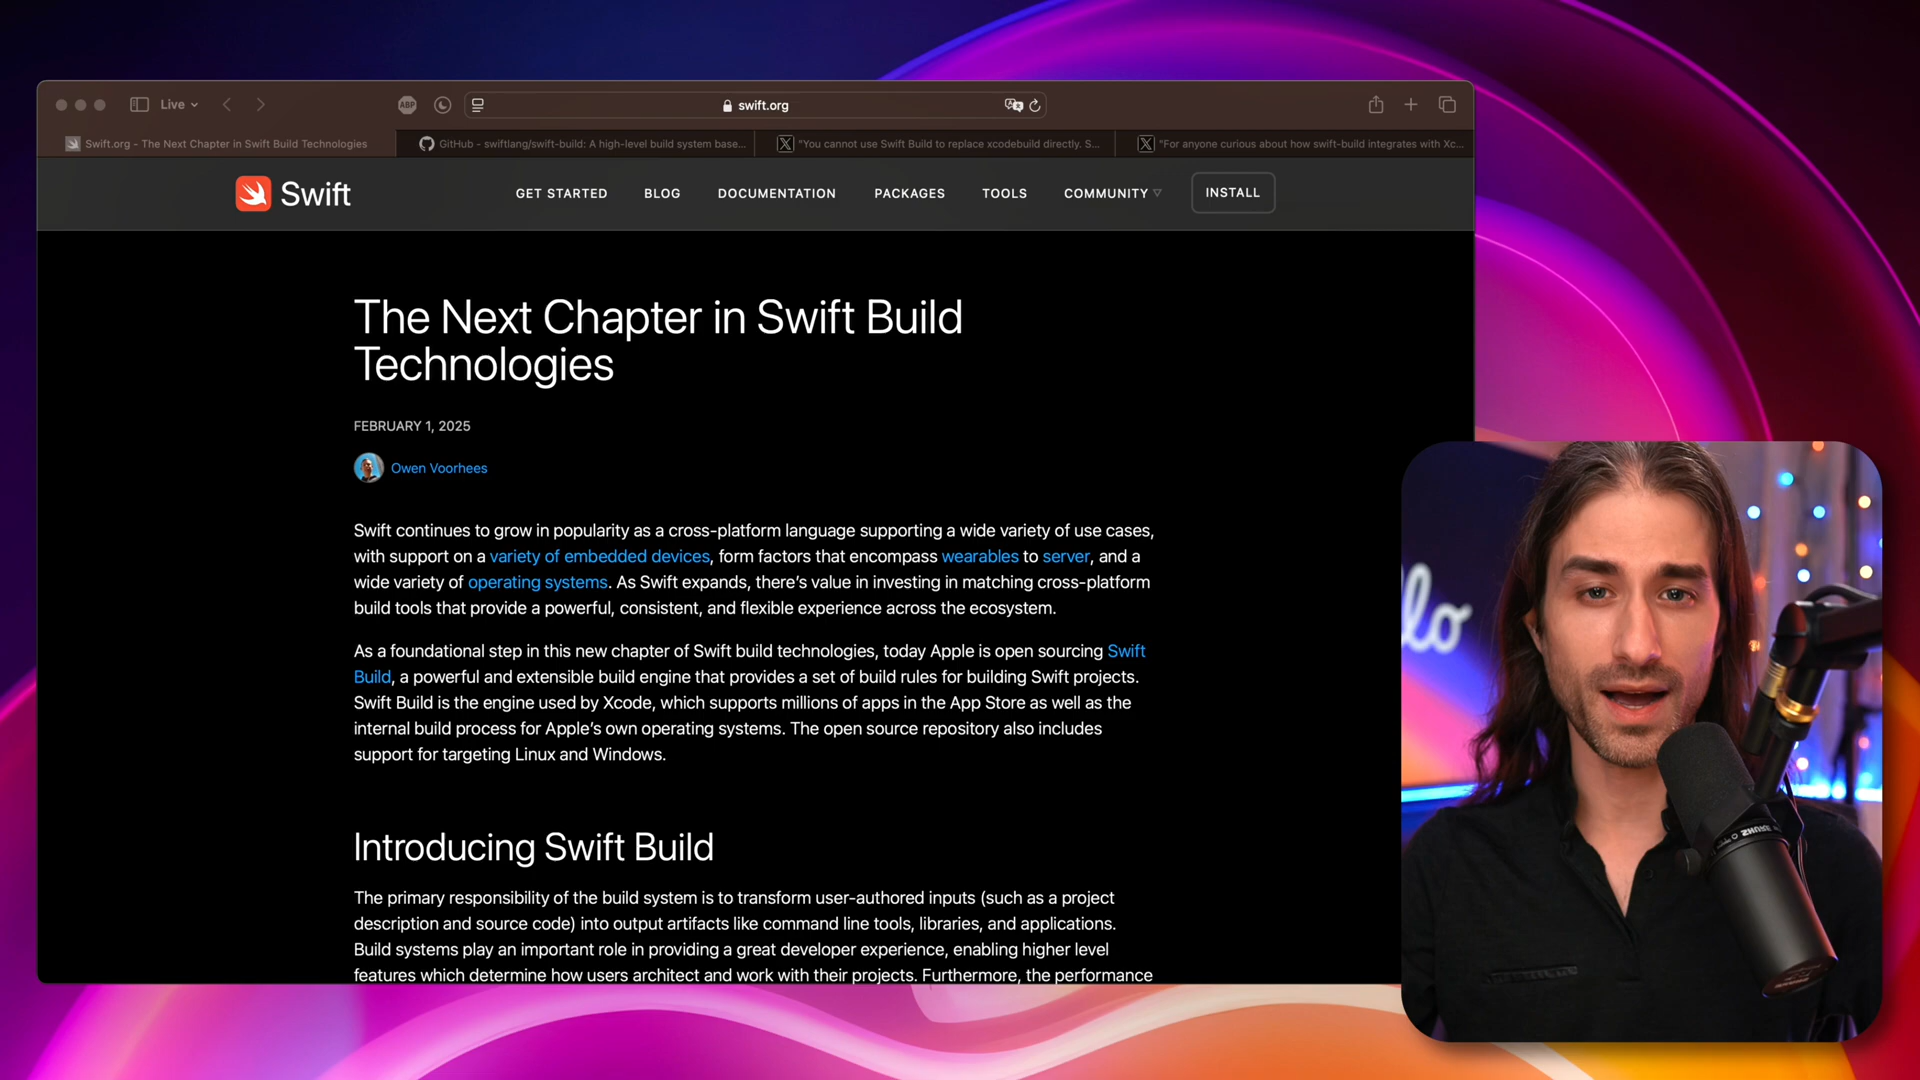 Live
ABP
swift.org
Swift.org - The Next Chapter in Swift Build Technologies
GitHub - swiftlang/swift-build: A high-level build system base...
"You cannot use Swift Build to replace xcodebuild directly. S...
"For anyone curious about how swift-build integrates with Xc...
Swift
GET STARTED
BLOG
DOCUMENTATION
PACKAGES
TOOLS
COMMUNITY
INSTALL
The Next Chapter in Swift Build
Technologies
FEBRUARY 1, 2025
Owen Voorhees
Swift continues to grow in popularity as a cross-platform language supporting a wide variety of use cases,
with support on a variety of embedded devices, form factors that encompass wearables to server, and a
wide variety of operating systems. As Swift expands, there's value in investing in matching cross-platform
build tools that provide a powerful, consistent, and flexible experience across the ecosystem.
As a foundational step in this new chapter of Swift build technologies, today Apple is open sourcing Swift
Build, a powerful and extensible build engine that provides a set of build rules for building Swift projects.
Swift Build is the engine used by Xcode, which supports millions of apps in the App Store as well as the
internal build process for Apple's own operating systems. The open source repository also includes
support for targeting Linux and Windows.
Introducing Swift Build
The primary responsibility of the build system is to transform user-authored inputs (such as a project
description and source code) into output artifacts like command line tools, libraries, and applications.
Build systems play an important role in providing a great developer experience, enabling higher level
features which determine how users architect and work with their projects. Furthermore, the performance
lo
SHURE